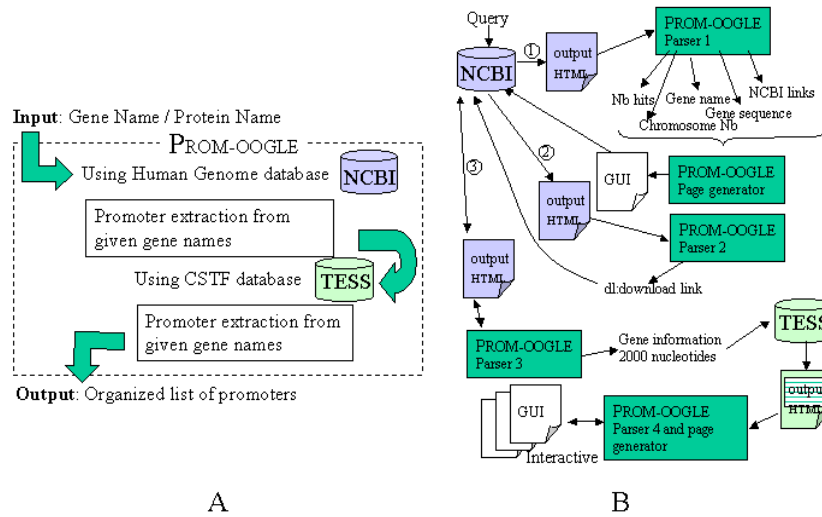 Input: Gene Name / Protein Name
PROM-OOGLE
Using Human Genome database
NCBI
Promoter extraction from
given gene names
Using CSTF database
TESS
Promoter extraction from
given gene names
Output: Organized list of promoters
A
Query
NCBI
①
output
HTML
PROM-OOGLE
Parser 1
Nb hits
Gene name
NCBI links
Gene sequence
Chromosome Nb
③
②
GUI
PROM-OOGLE
Page generator
output
HTML
PROM-OOGLE
Parser 2
output
HTML
dl:download link
TESS
PROM-OOGLE
Parser 3
Gene information
2000 nucleotides
output
HTML
GUI
Interactive
PROM-OOGLE
Parser 4 and page
generator
B